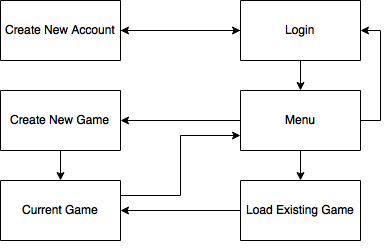 Create New Account
Login
Create New Game
Menu
Current Game
Load Existing Game